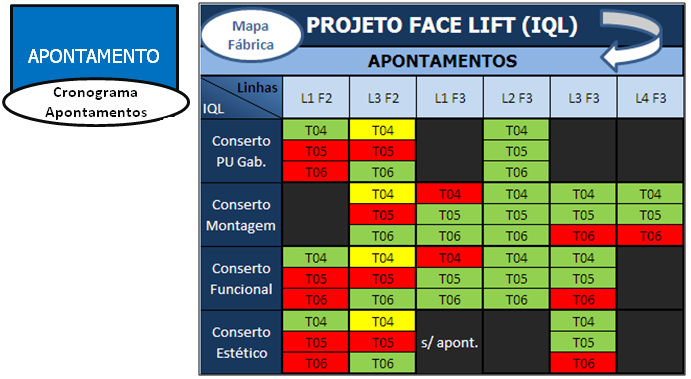 APONTAMENTO
Cronograma
Apontamentos
Mapa
Fábrica
PROJETO FACE LIFT (IQL)
APONTAMENTOS
Linhas
IQL
L1 F2 L3 F2 L1 F3 L2 F3 L3 F3 L4 F3
Conserto
PU Gab.
T04 T04 T04
T05 T05 T05
T06 T06 T06
Conserto
Montagem
T04 T04 T04 T04 T04
T05 T05 T05 T05 T05
T06 T06 T06 T06 T06
Conserto
Funcional
T04 T04 T04 T04 T04
T05 T05 T05 T05 T05
T06 T06 T06 T06 T06
Conserto
Estético
T04 T04 T04
T05 T05 s/ apont. T05
T06 T06 T06